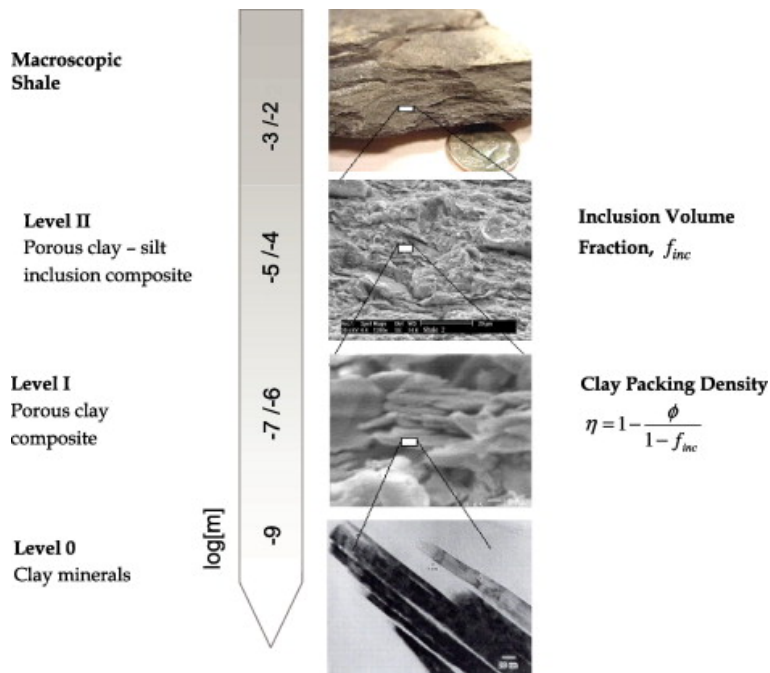 Macroscopic
Shale
-3 /-2
Level II
Porous clay – silt
inclusion composite
-5 /-4
Inclusion Volume
Fraction, f_inc
Level I
Porous clay
composite
-7 /-6
Clay Packing Density
η = 1 - φ / (1 - f_inc)
log[m]
-9
Level 0
Clay minerals